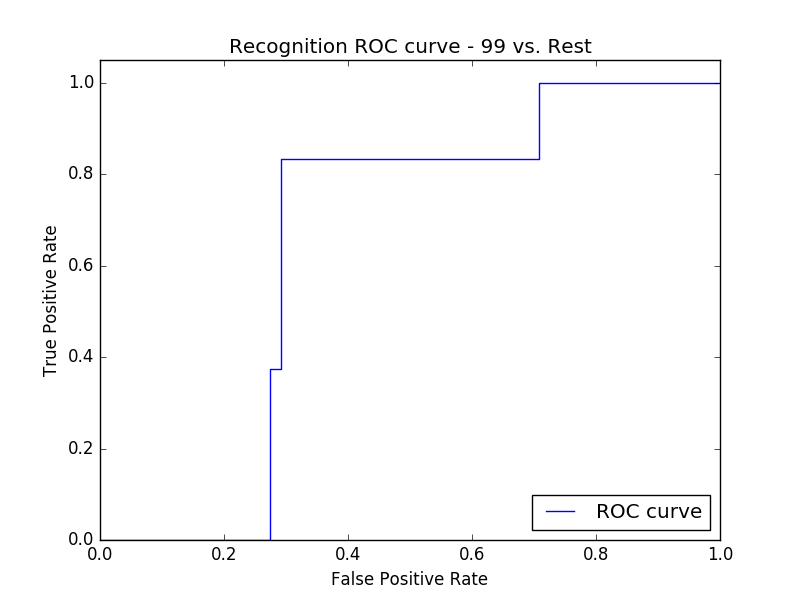 Recognition ROC curve - 99 vs. Rest
1.0
0.8
0.6
0.4
0.2
0.0
True Positive Rate
ROC curve
0.0 0.2 0.4 0.6 0.8 1.0
False Positive Rate